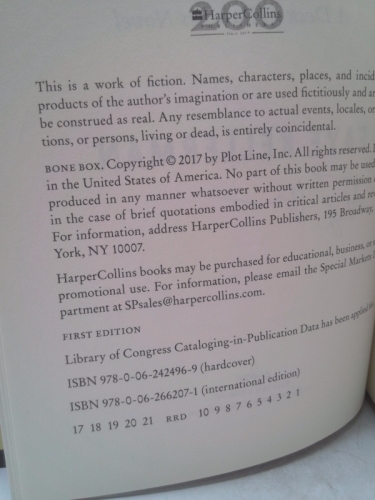 200
HarperCollins
This is a work of fiction. Names, characters, places, and incid
products of the author's imagination or are used fictitiously and ar
be construed as real. Any resemblance to actual events, locales, or
tions, or persons, living or dead, is entirely coincidental.
BONE BOX. Copyright © 2017 by Plot Line, Inc. All rights reserved.
in the United States of America. No part of this book may be used
produced in any manner whatsoever without written permission
in the case of brief quotations embodied in critical articles and rev
For information, address HarperCollins Publishers, 195 Broadway,
York, NY 10007.
HarperCollins books may be purchased for educational, business, or
promotional use. For information, please email the Special Markets
partment at SPsales@harpercollins.com.
FIRST EDITION
Library of Congress Cataloging-in-Publication Data has been applied
ISBN 978-0-06-242496-9 (hardcover)
ISBN 978-0-06-266207-1 (international edition)
17 18 19 20 21 RRD 10 9 8 7 6 5 4 3 2 1